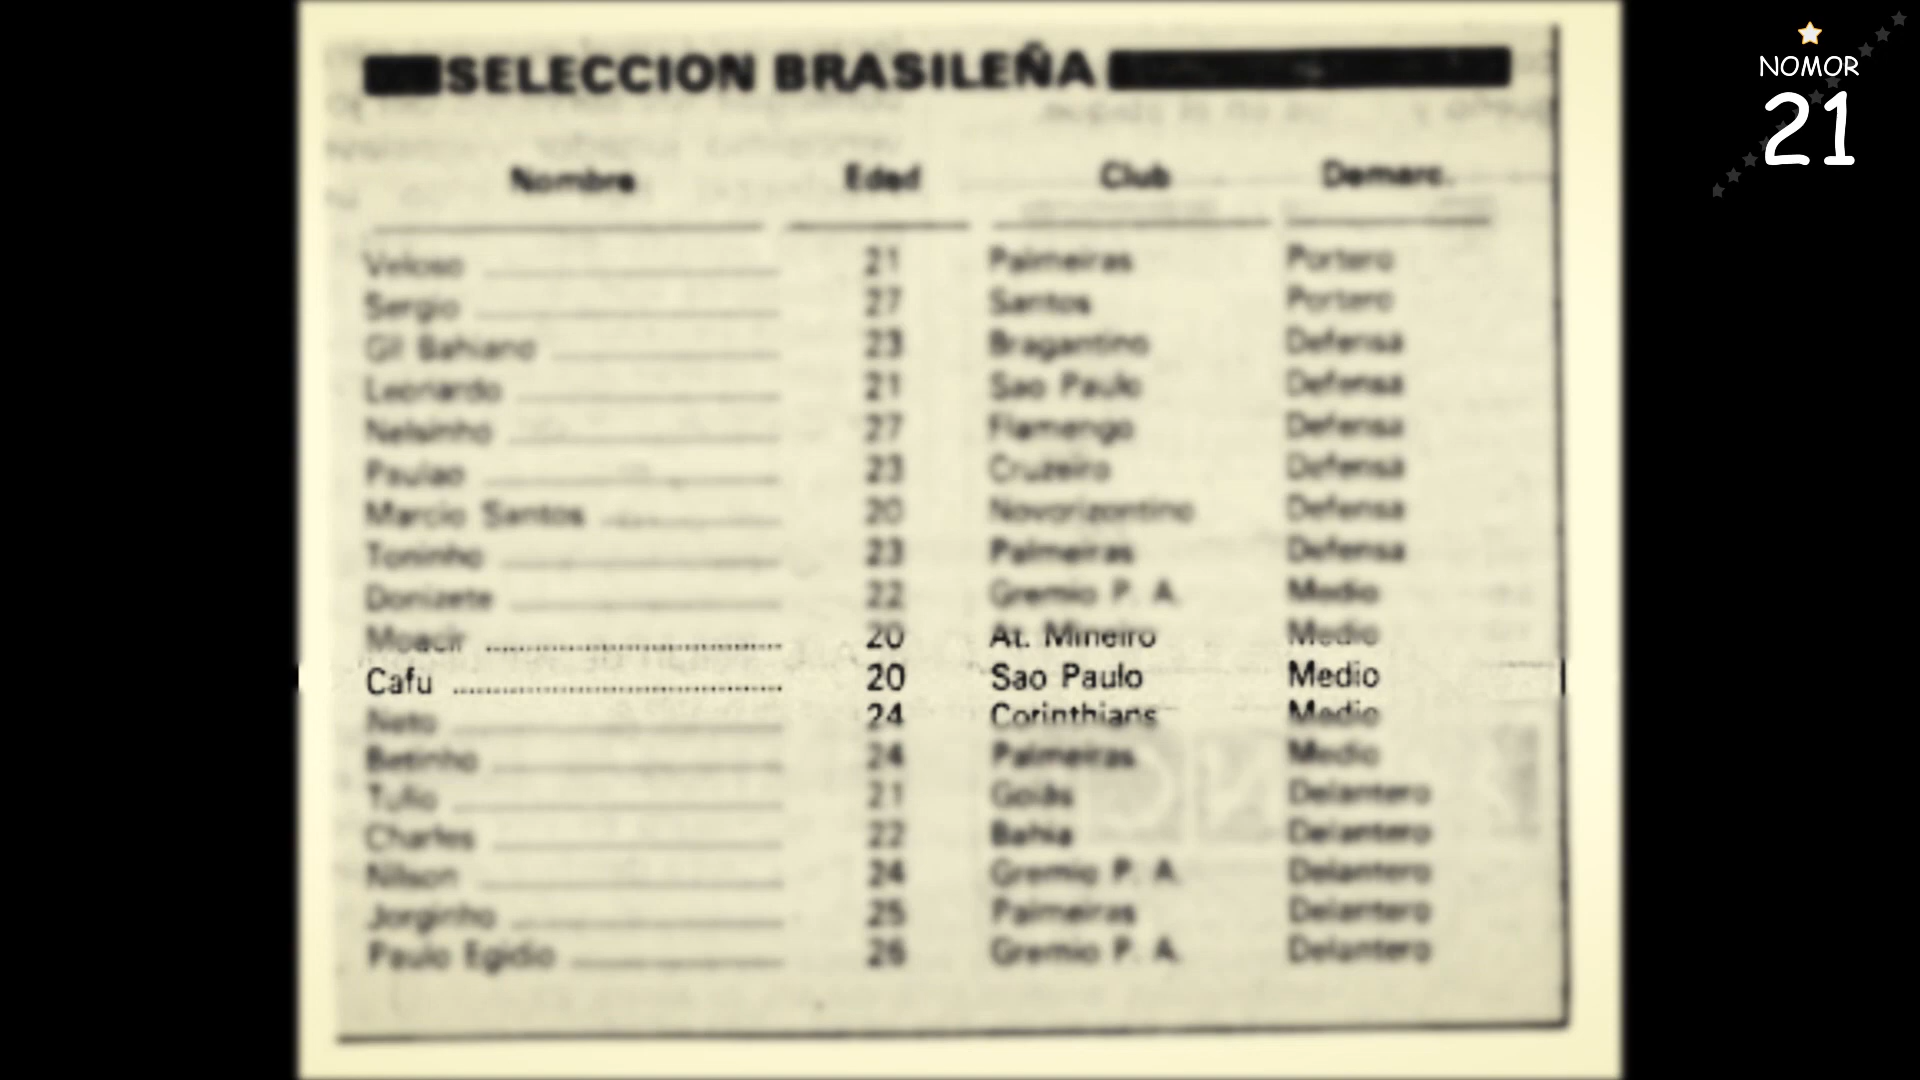 SELECCION BRASILEÑA
NOMOR
21
Nombre Edad Club Demarc.
Veloso 21 Palmeiras Portero
Sergio 27 Santos Portero
Gil Bahiano 23 Bragantino Defensa
Leonardo 21 Sao Paulo Defensa
Nelsinho 27 Flamengo Defensa
Paulao 23 Cruzeiro Defensa
Marcio Santos 20 Novorizontino Defensa
Toninho 23 Palmeiras Defensa
Donizete 22 Gremio P. A. Medio
Moacir 20 At. Mineiro Medio
Cafu 20 Sao Paulo Medio
Neto 24 Corinthians Medio
Betinho 24 Palmeiras Medio
Tulio 21 Goiás Delantero
Charles 22 Bahia Delantero
Nilson 24 Gremio P. A. Delantero
Jorginho 25 Palmeiras Delantero
Paulo Egidio 26 Gremio P. A. Delantero